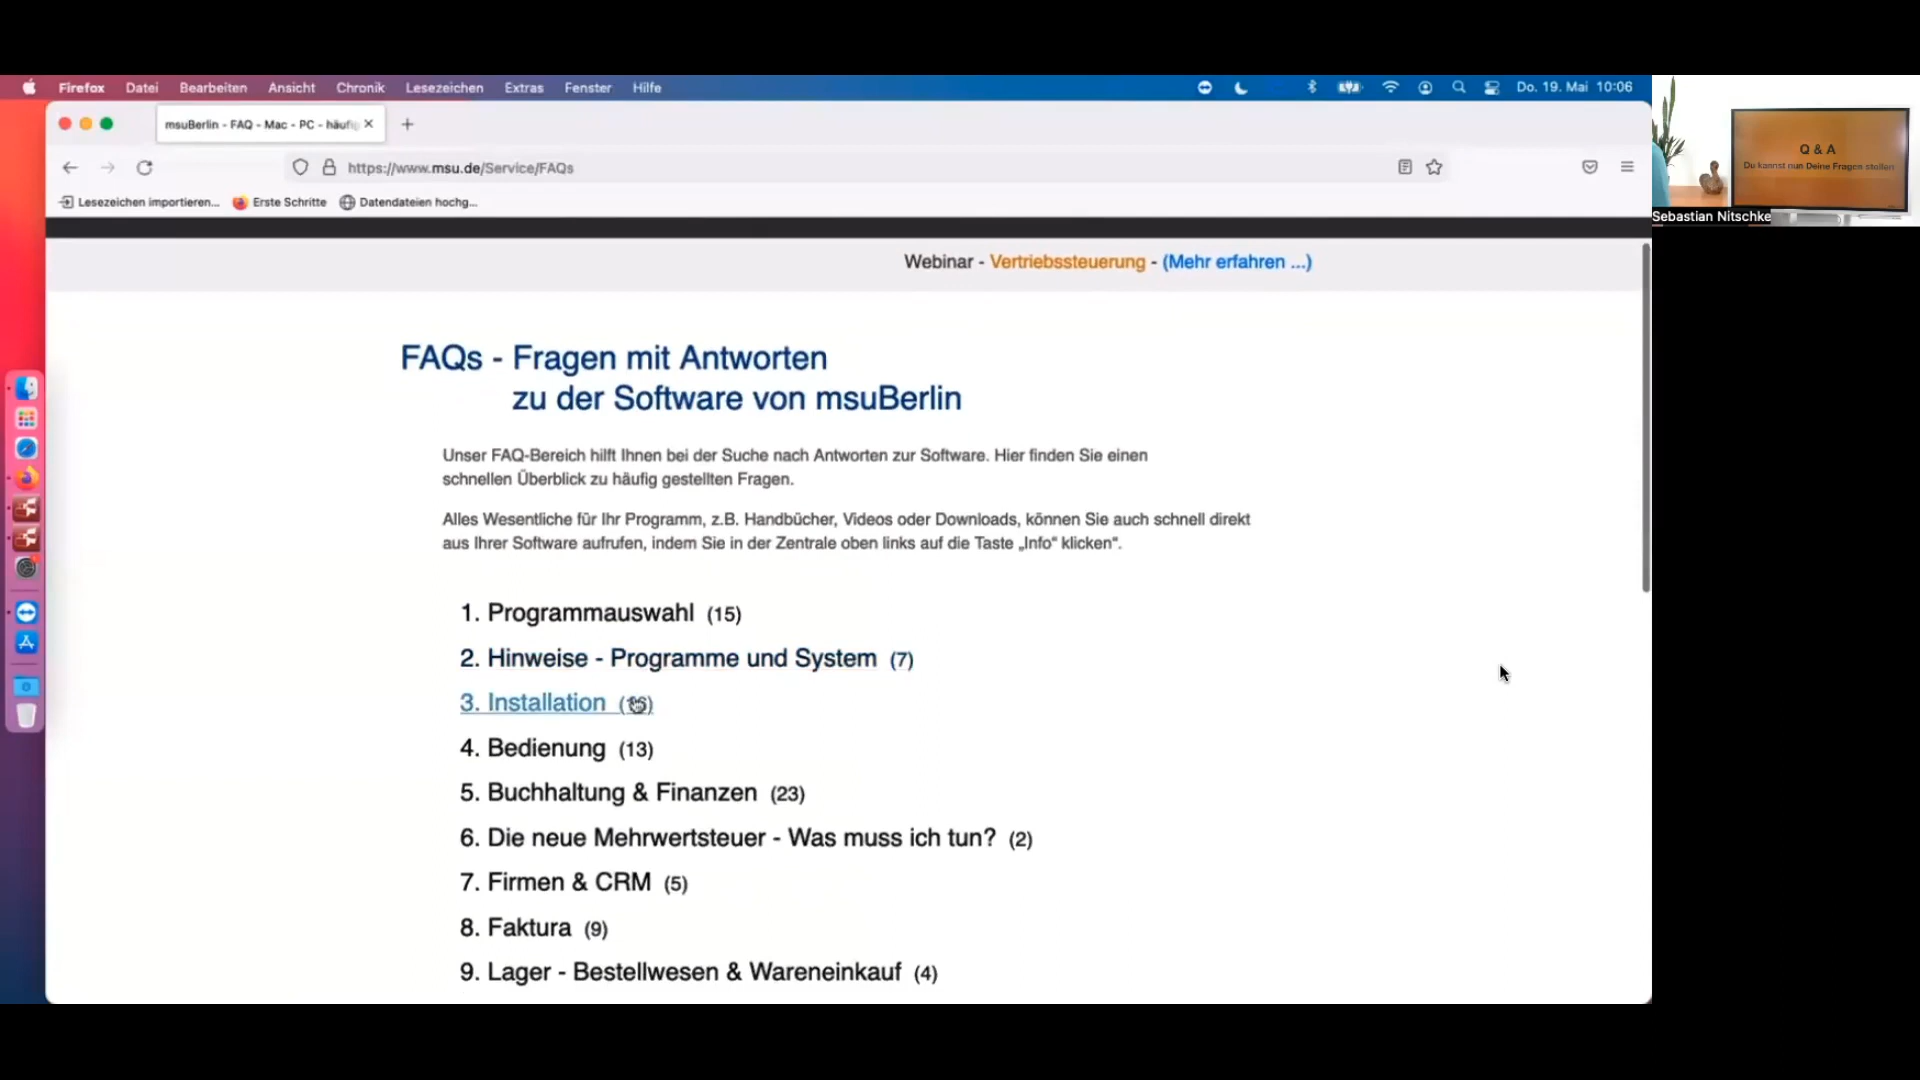 Firefox Datei Bearbeiten Ansicht Chronik Lesezeichen Extras Fenster Hilfe Do. 19. Mai 10:06
msuBerlin - FAQ - Mac - PC - häufig
https://www.msu.de/Service/FAQs
Lesezeichen importieren... Erste Schritte Datendateien hochg...
Webinar - Vertriebssteuerung - (Mehr erfahren ...)
FAQs - Fragen mit Antworten
zu der Software von msuBerlin
Unser FAQ-Bereich hilft Ihnen bei der Suche nach Antworten zur Software. Hier finden Sie einen
schnellen Überblick zu häufig gestellten Fragen.
Alles Wesentliche für Ihr Programm, z.B. Handbücher, Videos oder Downloads, können Sie auch schnell direkt
aus Ihrer Software aufrufen, indem Sie in der Zentrale oben links auf die Taste „Info“ klicken“.
1. Programmauswahl (15)
2. Hinweise - Programme und System (7)
3. Installation
4. Bedienung (13)
5. Buchhaltung & Finanzen (23)
6. Die neue Mehrwertsteuer - Was muss ich tun? (2)
7. Firmen & CRM (5)
8. Faktura (9)
9. Lager - Bestellwesen & Wareneinkauf (4)
Q & A
Du kannst nun Deine Fragen stellen
Sebastian Nitschke